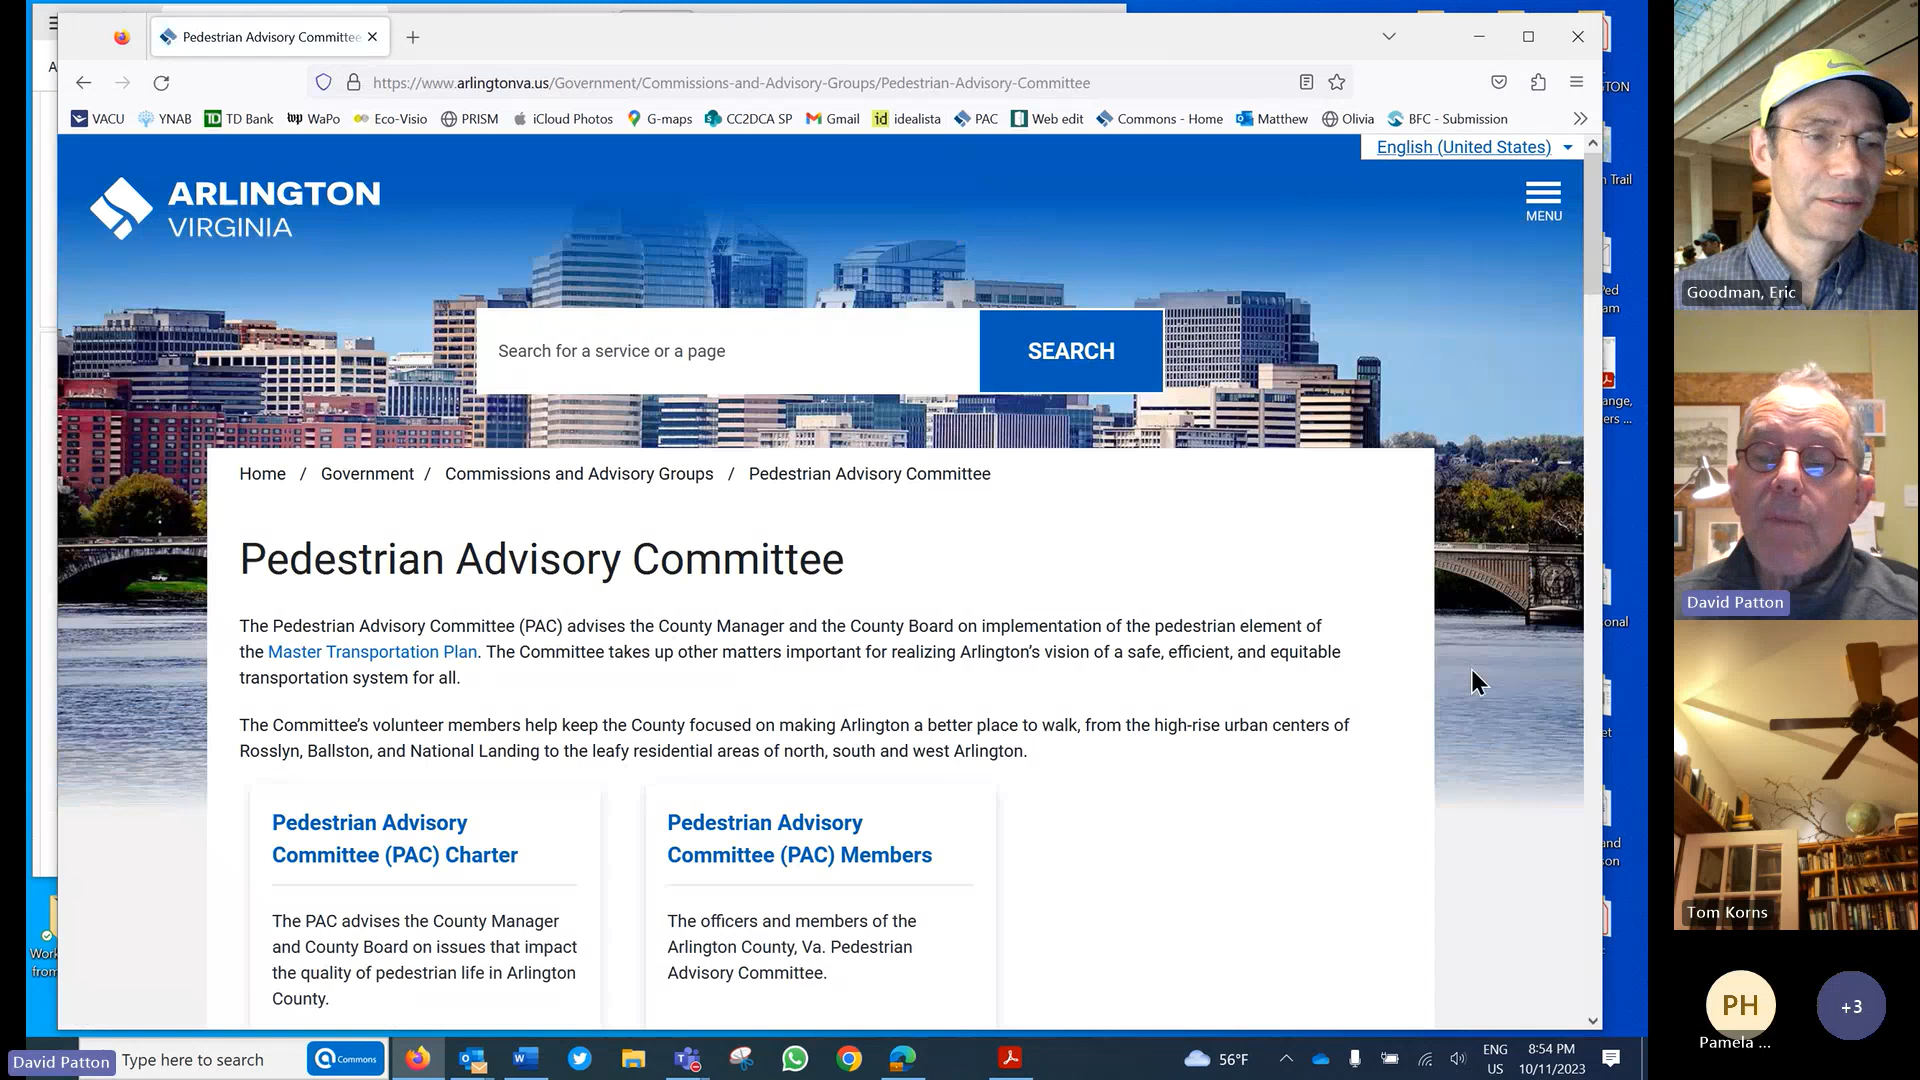 Pedestrian Advisory Committee
https://www.arlingtonva.us/Government/Commissions-and-Advisory-Groups/Pedestrian-Advisory-Committee
VACU YNAB TD Bank WaPo Eco-Visio PRISM iCloud Photos G-maps CC2DCA SP Gmail idealista PAC Web edit Commons - Home Matthew Olivia BFC - Submission
English (United States)
ARLINGTON
VIRGINIA
MENU
Search for a service or a page
SEARCH
Home / Government / Commissions and Advisory Groups / Pedestrian Advisory Committee
Pedestrian Advisory Committee
The Pedestrian Advisory Committee (PAC) advises the County Manager and the County Board on implementation of the pedestrian element of
the Master Transportation Plan. The Committee takes up other matters important for realizing Arlington's vision of a safe, efficient, and equitable
transportation system for all.
The Committee's volunteer members help keep the County focused on making Arlington a better place to walk, from the high-rise urban centers of
Rosslyn, Ballston, and National Landing to the leafy residential areas of north, south and west Arlington.
Pedestrian Advisory
Committee (PAC) Charter
The PAC advises the County Manager
and County Board on issues that impact
the quality of pedestrian life in Arlington
County.
Pedestrian Advisory
Committee (PAC) Members
The officers and members of the
Arlington County, Va. Pedestrian
Advisory Committee.
Goodman, Eric
David Patton
Tom Korns
PH
Pamela ...
+3
David Patton
Type here to search
Commons
56°F
ENG
US
8:54 PM
10/11/2023